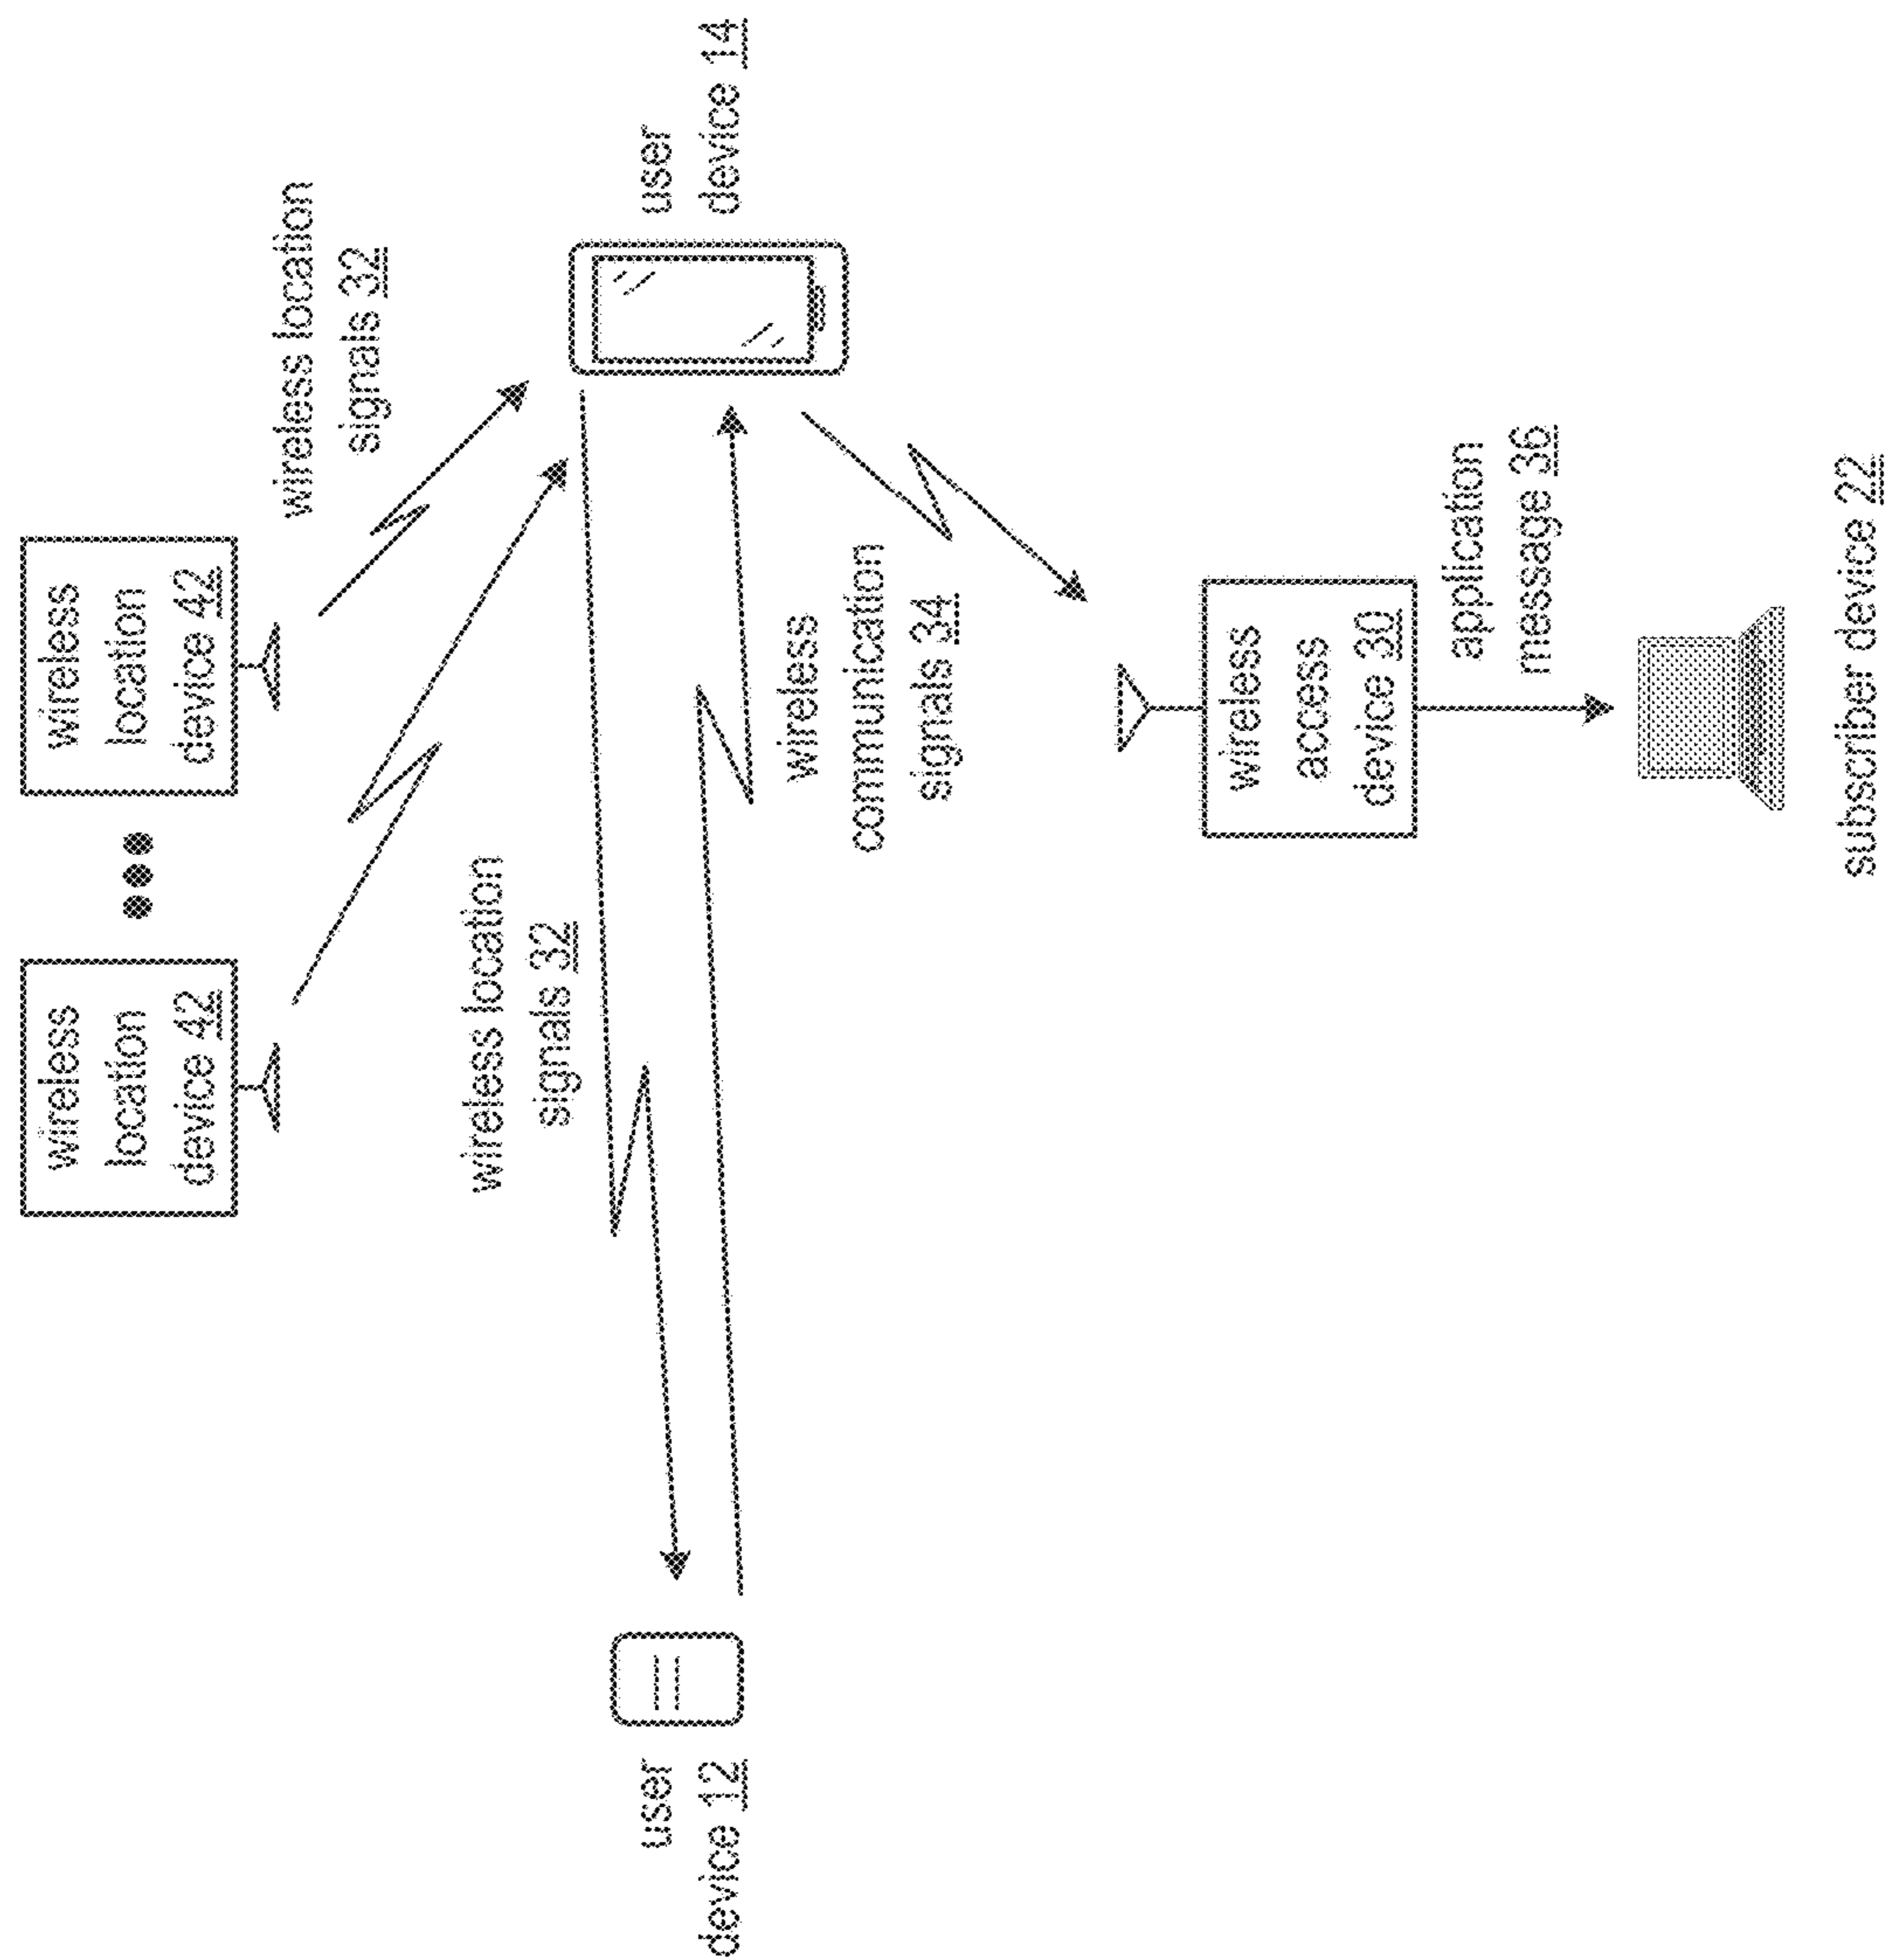 wireless
location
device 42
wireless
location
device 42
wireless location
signals 32
wireless location
signals 32
user
device 12
user
device 14
wireless
communication
signals 34
wireless
access
device 30
application
message 36
subscriber device 22